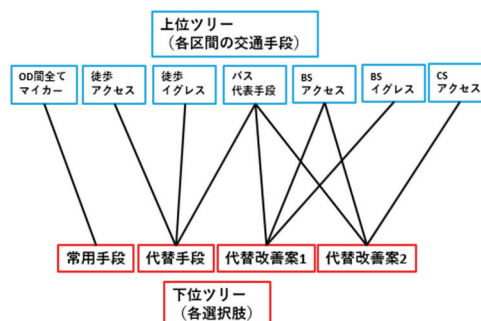 上位ツリー
（各区間の交通手段）
OD間全て
マイカー
徒歩
アクセス
徒歩
イグレス
バス
代表手段
BS
アクセス
BS
イグレス
CS
アクセス
常用手段
代替手段
代替改善案1
代替改善案2
下位ツリー
（各選択肢）